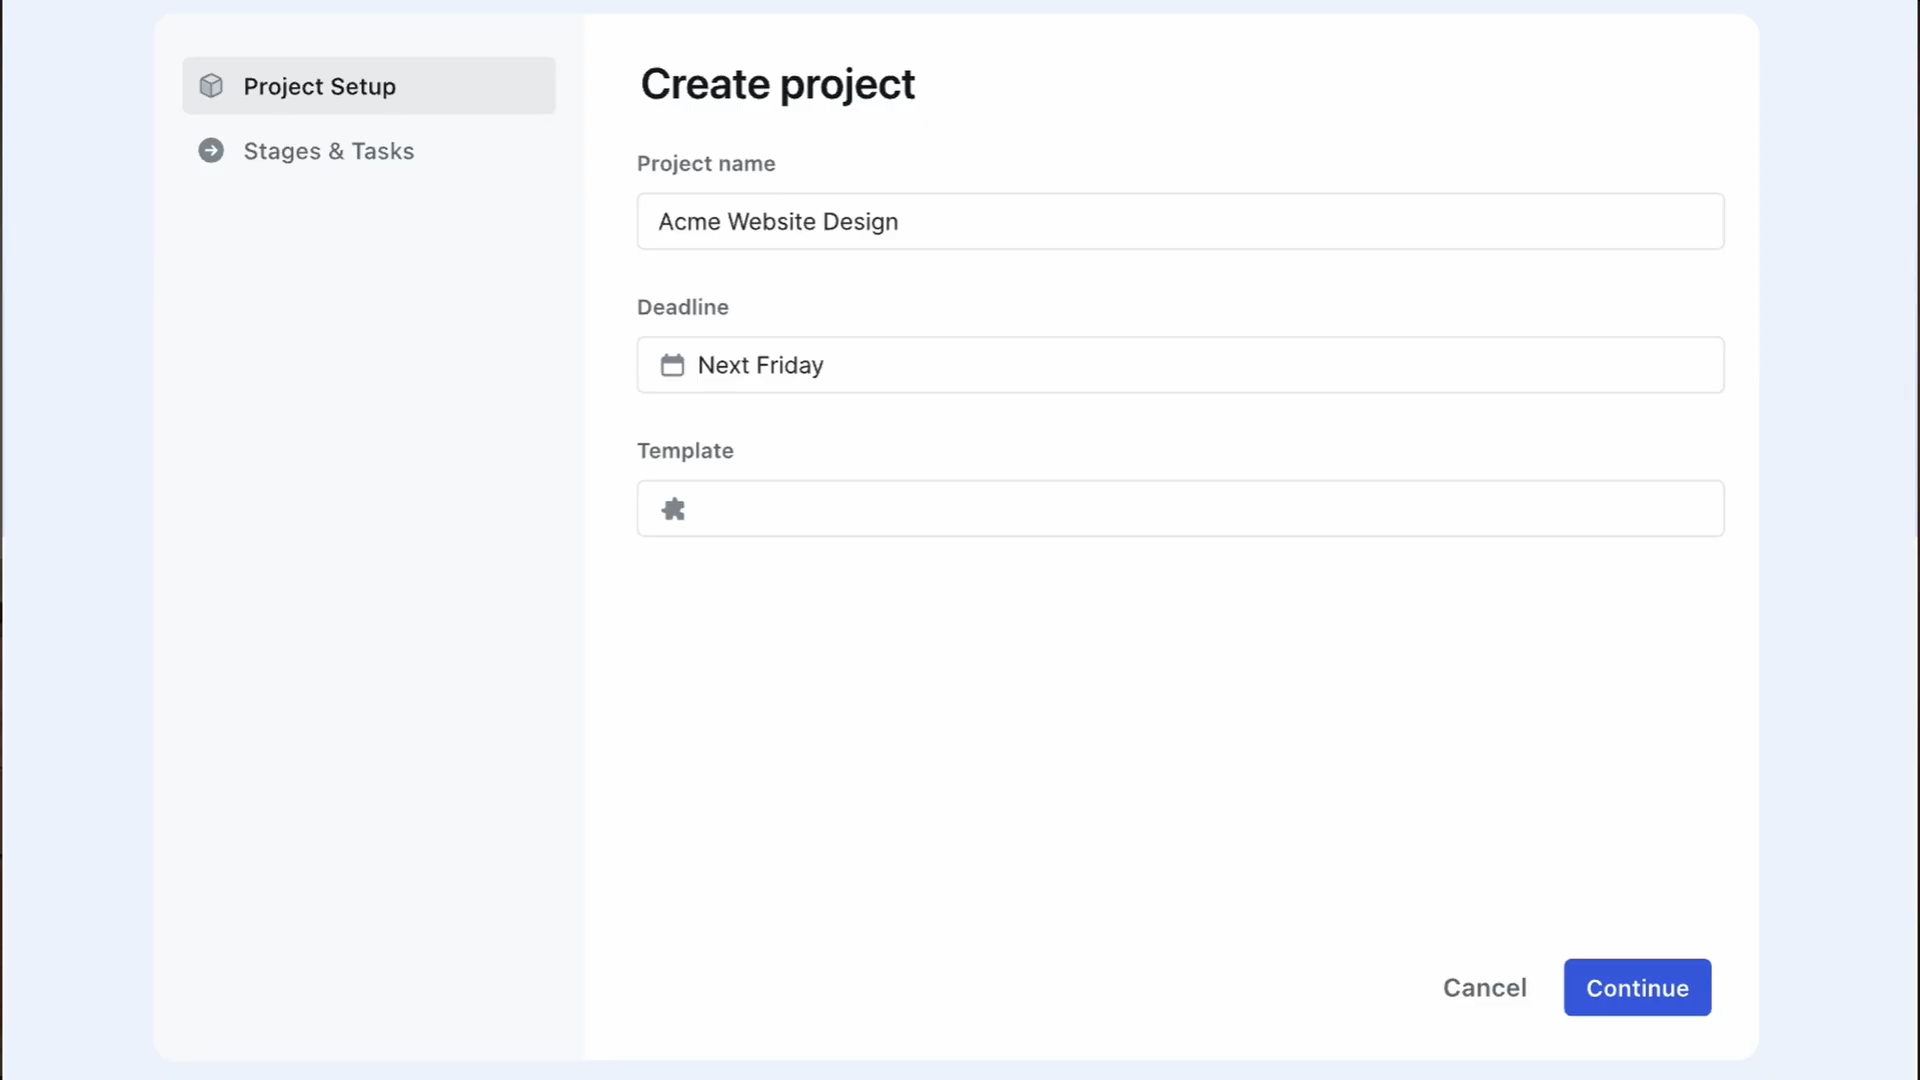 Project Setup
Stages & Tasks
Create project
Project name
Acme Website Design
Deadline
Next Friday
Template
Cancel
Continue